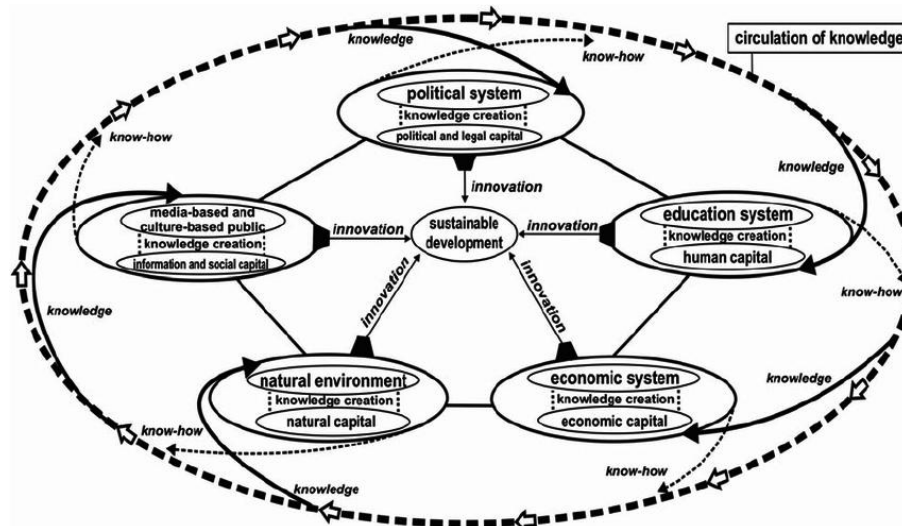 circulation of knowledge
knowledge
know-how
political system
knowledge creation
political and legal capital
innovation
know-how
knowledge
media-based and
culture-based public
knowledge creation
information and social capital
innovation
sustainable
development
innovation
education system
knowledge creation
human capital
know-how
knowledge
innovation
innovation
natural environment
knowledge creation
natural capital
economic system
knowledge creation
economic capital
knowledge
know-how
knowledge
know-how